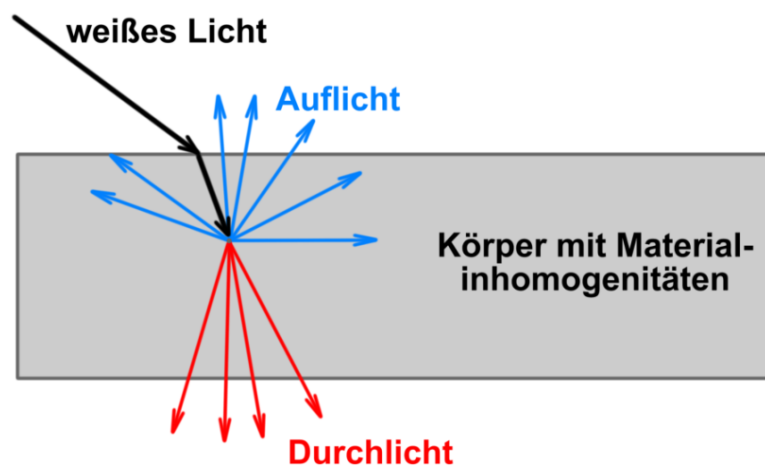 weißes Licht
Auflicht
Körper mit Material-
inhomogenitäten
Durchlicht